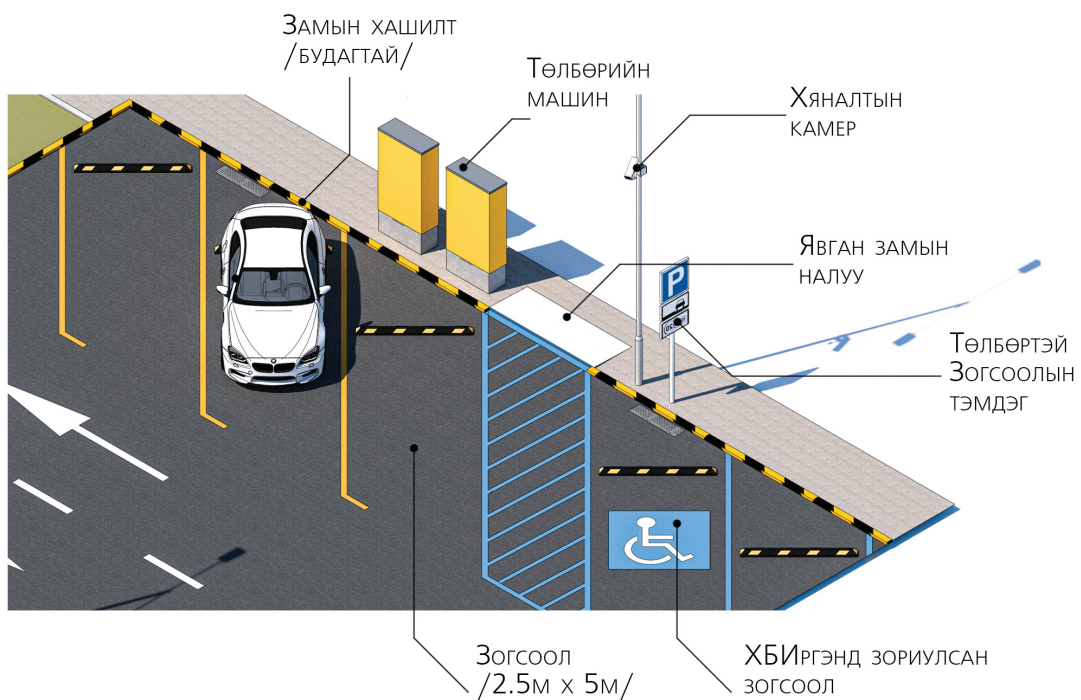 Замын хашилт
/будагтай/
Төлбөрийн
машин
Хяналтын
камер
Явган замын
налуу
P
Төлбөртэй
Зогсоолын
тэмдэг
Зогсоол
/2.5м х 5м/
ХБИргэнд зориулсан
зогсоол